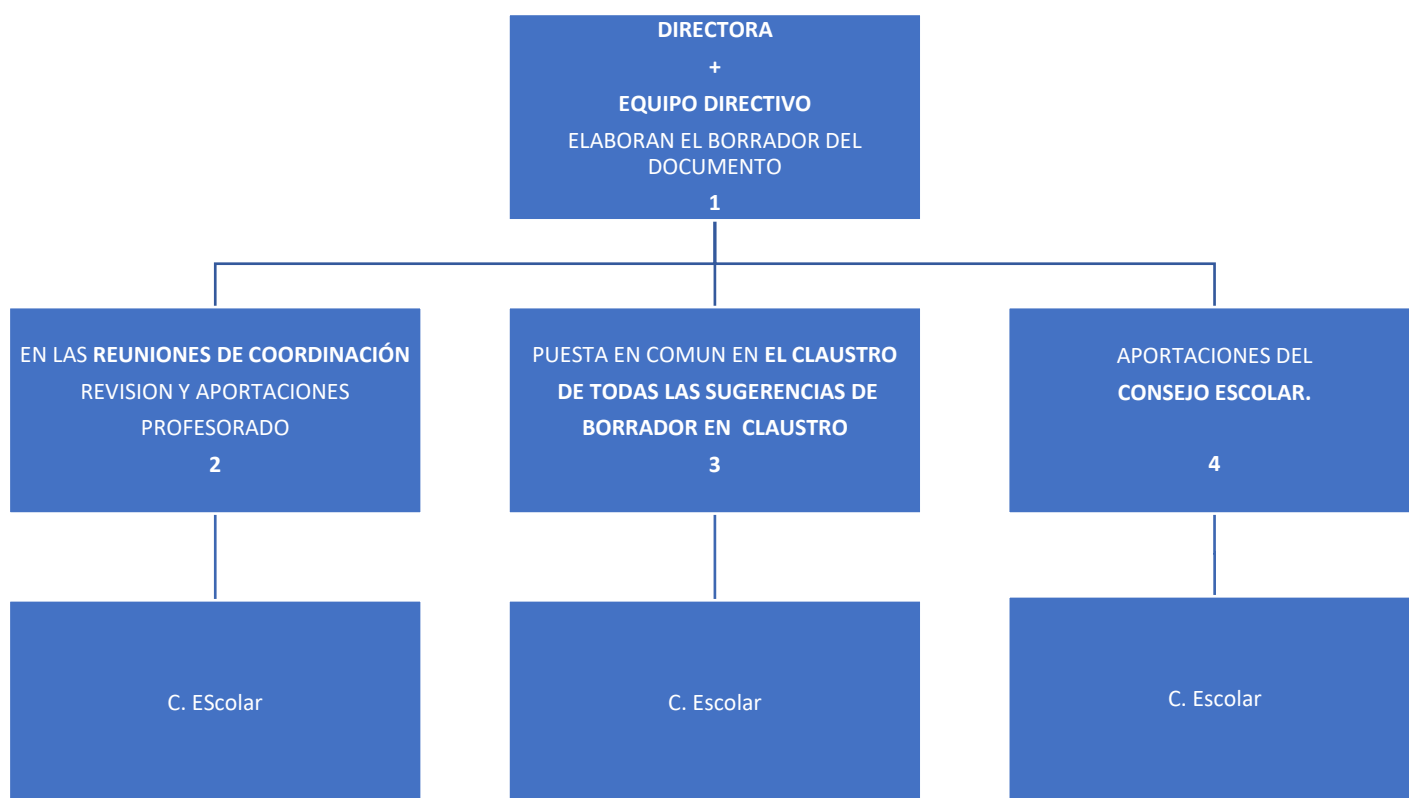 DIRECTORA
+
EQUIPO DIRECTIVO
ELABORAN EL BORRADOR DEL
DOCUMENTO
1
EN LAS REUNIONES DE COORDINACIÓN
REVISION Y APORTACIONES
PROFESORADO
2
PUESTA EN COMUN EN EL CLAUSTRO
DE TODAS LAS SUGERENCIAS DE
BORRADOR EN CLAUSTRO
3
APORTACIONES DEL
CONSEJO ESCOLAR.
4
C. EScolar
C. Escolar
C. Escolar